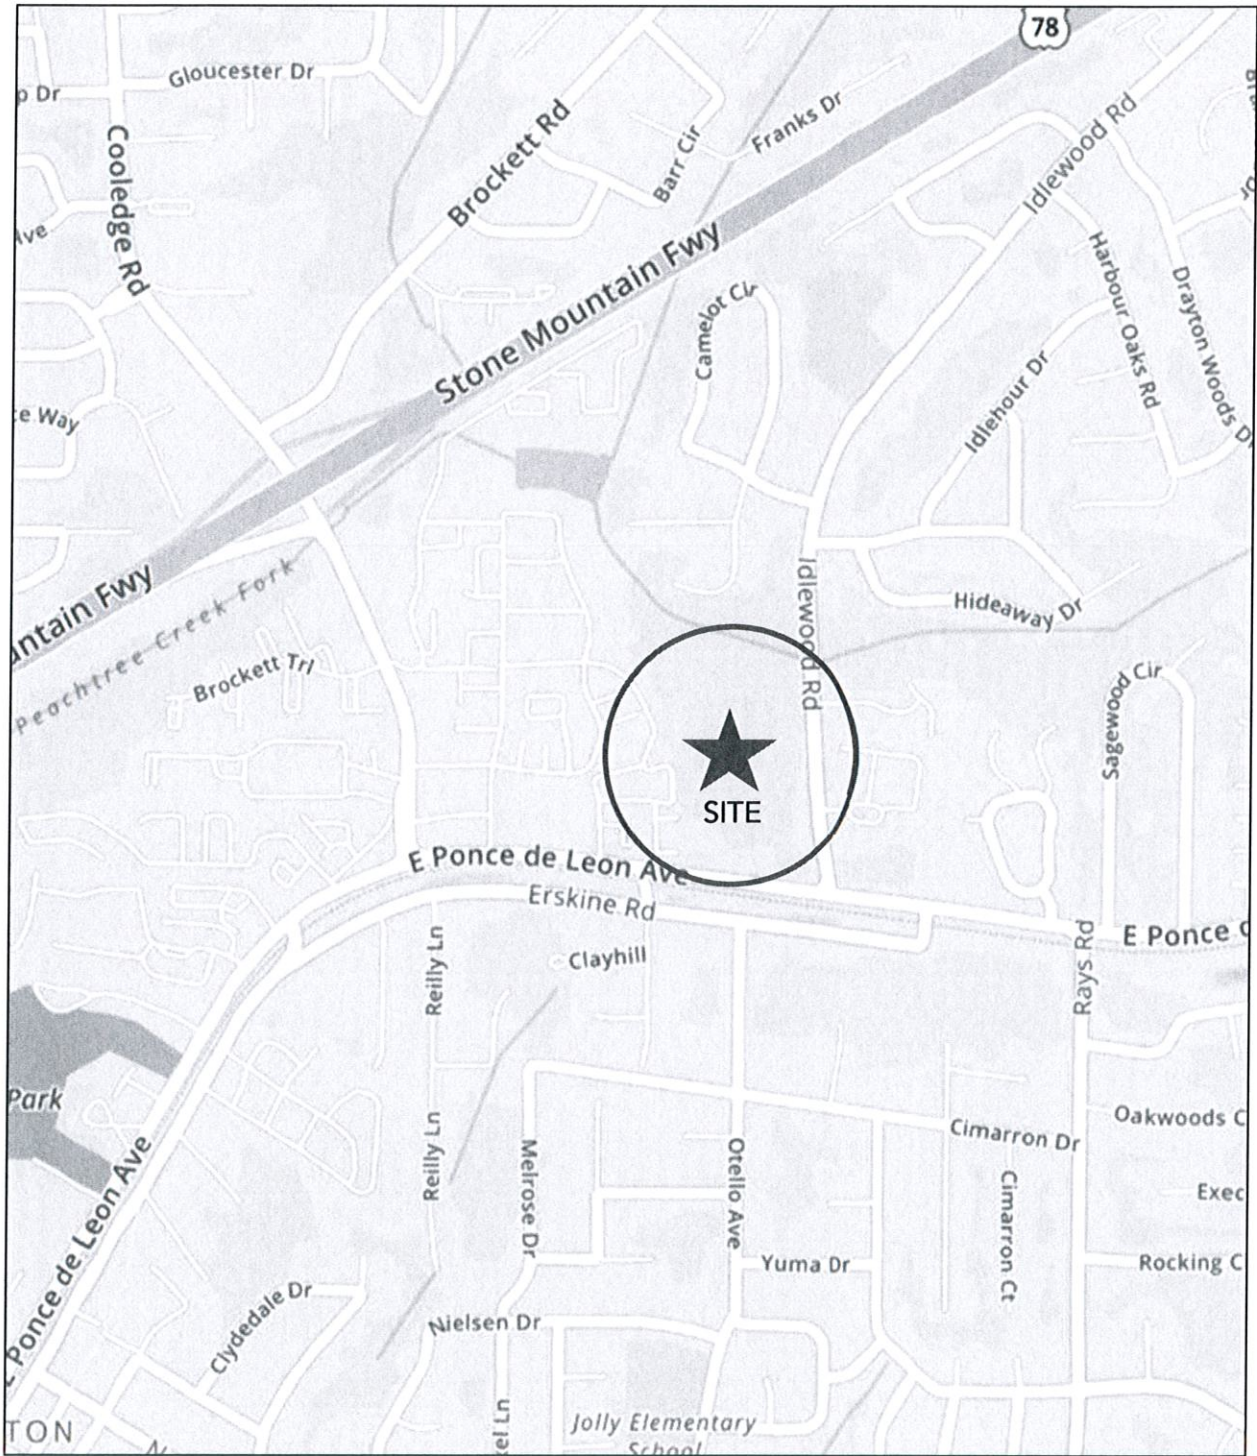 78
Gloucester Dr
p Dr
Cooledge Rd
Brockett Rd
Barr Cir
Franks Dr
Idlewood Rd
Stone Mountain Fwy
Camelot Cir
Harbour Oaks Rd
Drayton Woods D
Idlehour Dr
Ave
ce Way
untain Fwy
Peachtree Creek Fork
Brockett Trl
Idlewood Rd
Hideaway Dr
Sagewood Cir
SITE
E Ponce de Leon Ave
Erskine Rd
E Ponce d
Rays Rd
Reilly Ln
Clayhill
Park
Reilly Ln
Melrose Dr
Otello Ave
Cimarron Dr
Cimarron Ct
Oakwoods C
Exec
Rocking C
Yuma Dr
E Ponce de Leon Ave
Clydedale Dr
Nielsen Dr
el Ln
TON
Jolly Elementary
School